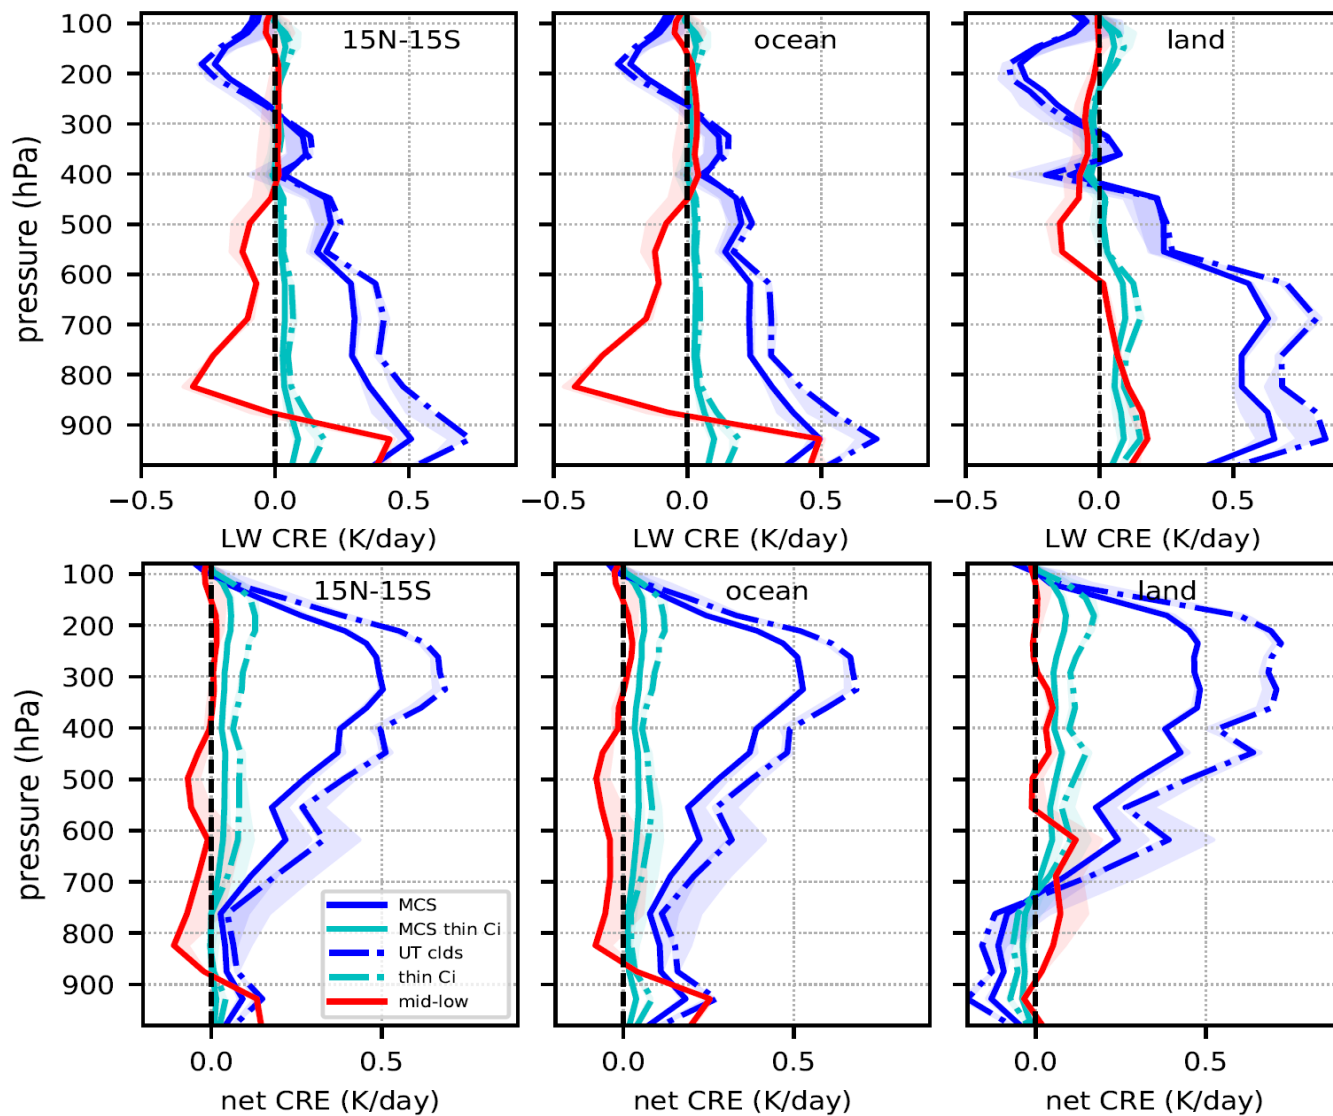 15N-15S
ocean
land
100
200
300
400
500
600
700
800
900
pressure (hPa)
−0.5 0.0 0.5
−0.5 0.0 0.5
−0.5 0.0 0.5
LW CRE (K/day)
LW CRE (K/day)
LW CRE (K/day)
15N-15S
ocean
land
100
200
300
400
500
600
700
800
900
pressure (hPa)
MCS
MCS thin Ci
UT clds
thin Ci
mid-low
0.0 0.5
0.0 0.5
0.0 0.5
net CRE (K/day)
net CRE (K/day)
net CRE (K/day)